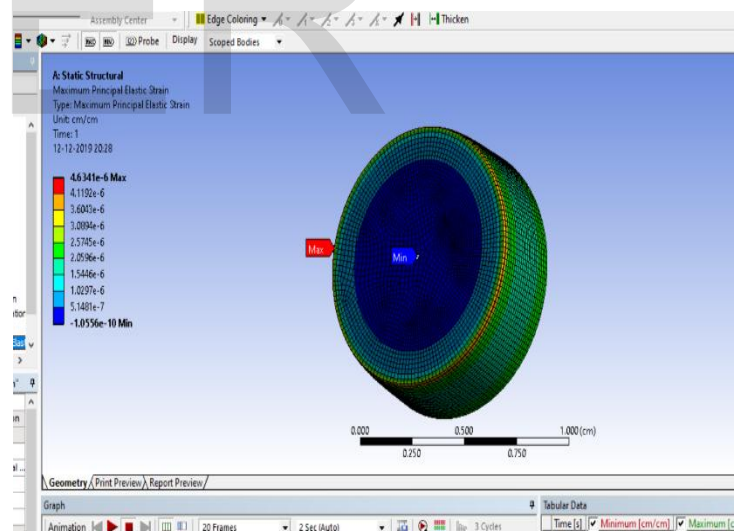 Assembly Center Edge Coloring Thicken
Probe Display Scoped Bodies
A: Static Structural
Maximum Principal Elastic Strain
Type: Maximum Principal Elastic Strain
Unit: cm/cm
Time: 1
12-12-2019 20:28
4.6341e-6 Max
4.1192e-6
3.6043e-6
3.0894e-6
2.5745e-6
2.0596e-6
1.5446e-6
1.0297e-6
5.1481e-7
-1.0556e-10 Min
Max
Min
0.000 0.500 1.000 (cm)
0.250 0.750
Geometry / Print Preview / Report Preview /
Graph Tabular Data
Animation 20 Frames 2 Sec (Auto) 3 Cycles Time [s] Minimum [cm/cm] Maximum [c